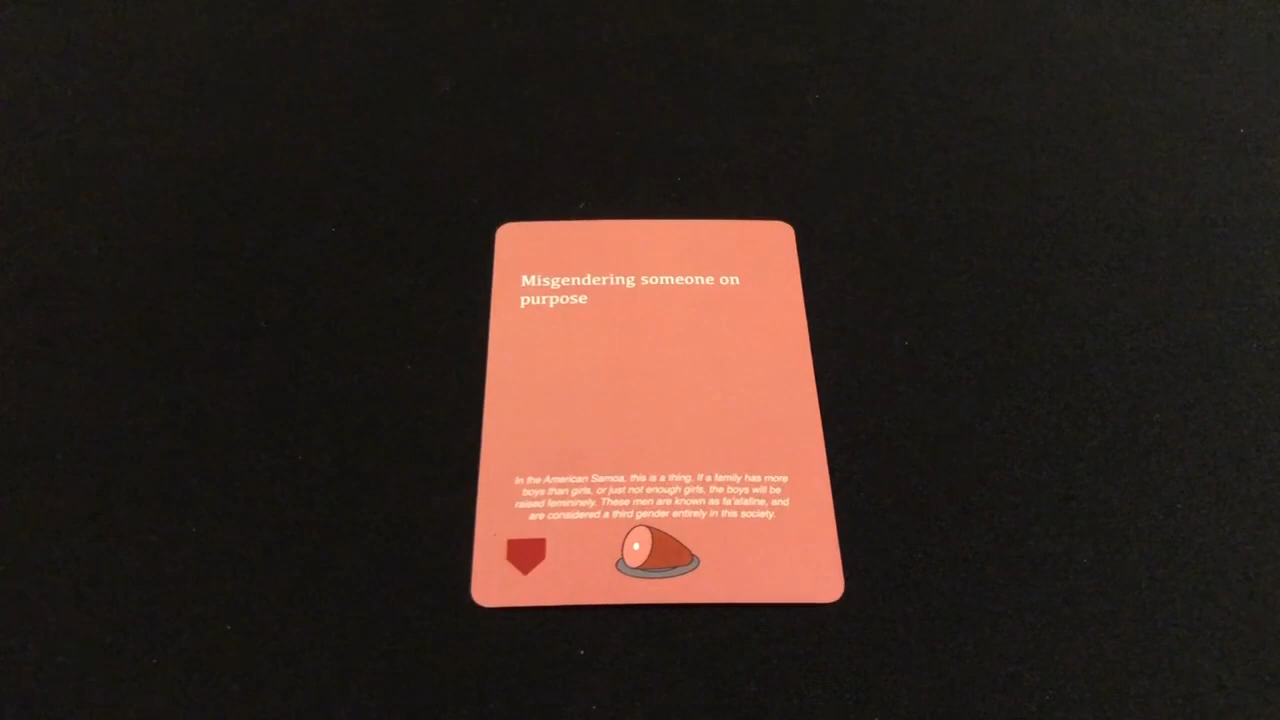 Misgendering someone on
purpose
In the American Samoa, this is a thing. If a family has more
boys than girls, or just not enough girls, the boys will be
raised femininely. These men are known as fa'afafine, and
are considered a third gender entirely in this society.